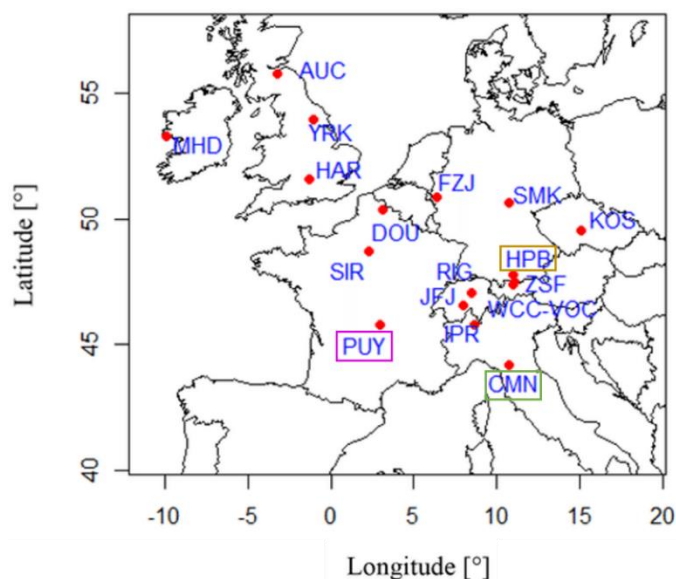 AUC
55
YRK
MHD
HAR
FZJ
SMK
KOS
50
DOU
HPB
SIR
RIG
ZSF
JFJ
WCC-VOC
IPR
45
PUY
CMN
40
Latitude [°]
-10
-5
0
5
10
15
20
Longitude [°]